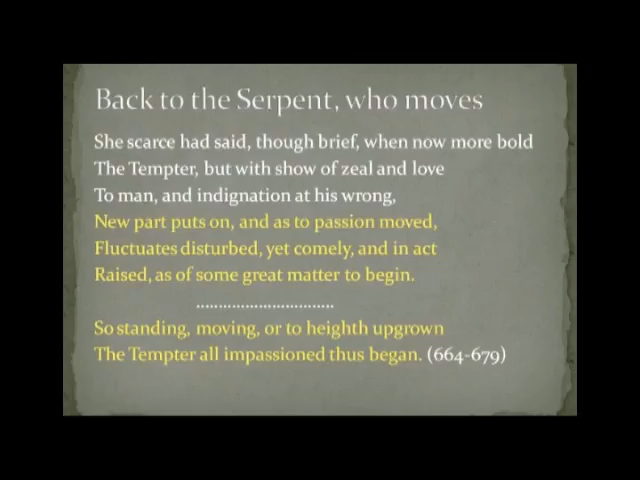 Back to the Serpent, who moves
She scarce had said, though brief, when now more bold
The Tempter, but with show of zeal and love
To man, and indignation at his wrong,
New part puts on, and as to passion moved,
Fluctuates disturbed, yet comely, and in act
Raised, as of some great matter to begin.
...............................
So standing, moving, or to heighth upgrown
The Tempter all impassioned thus began. (664-679)